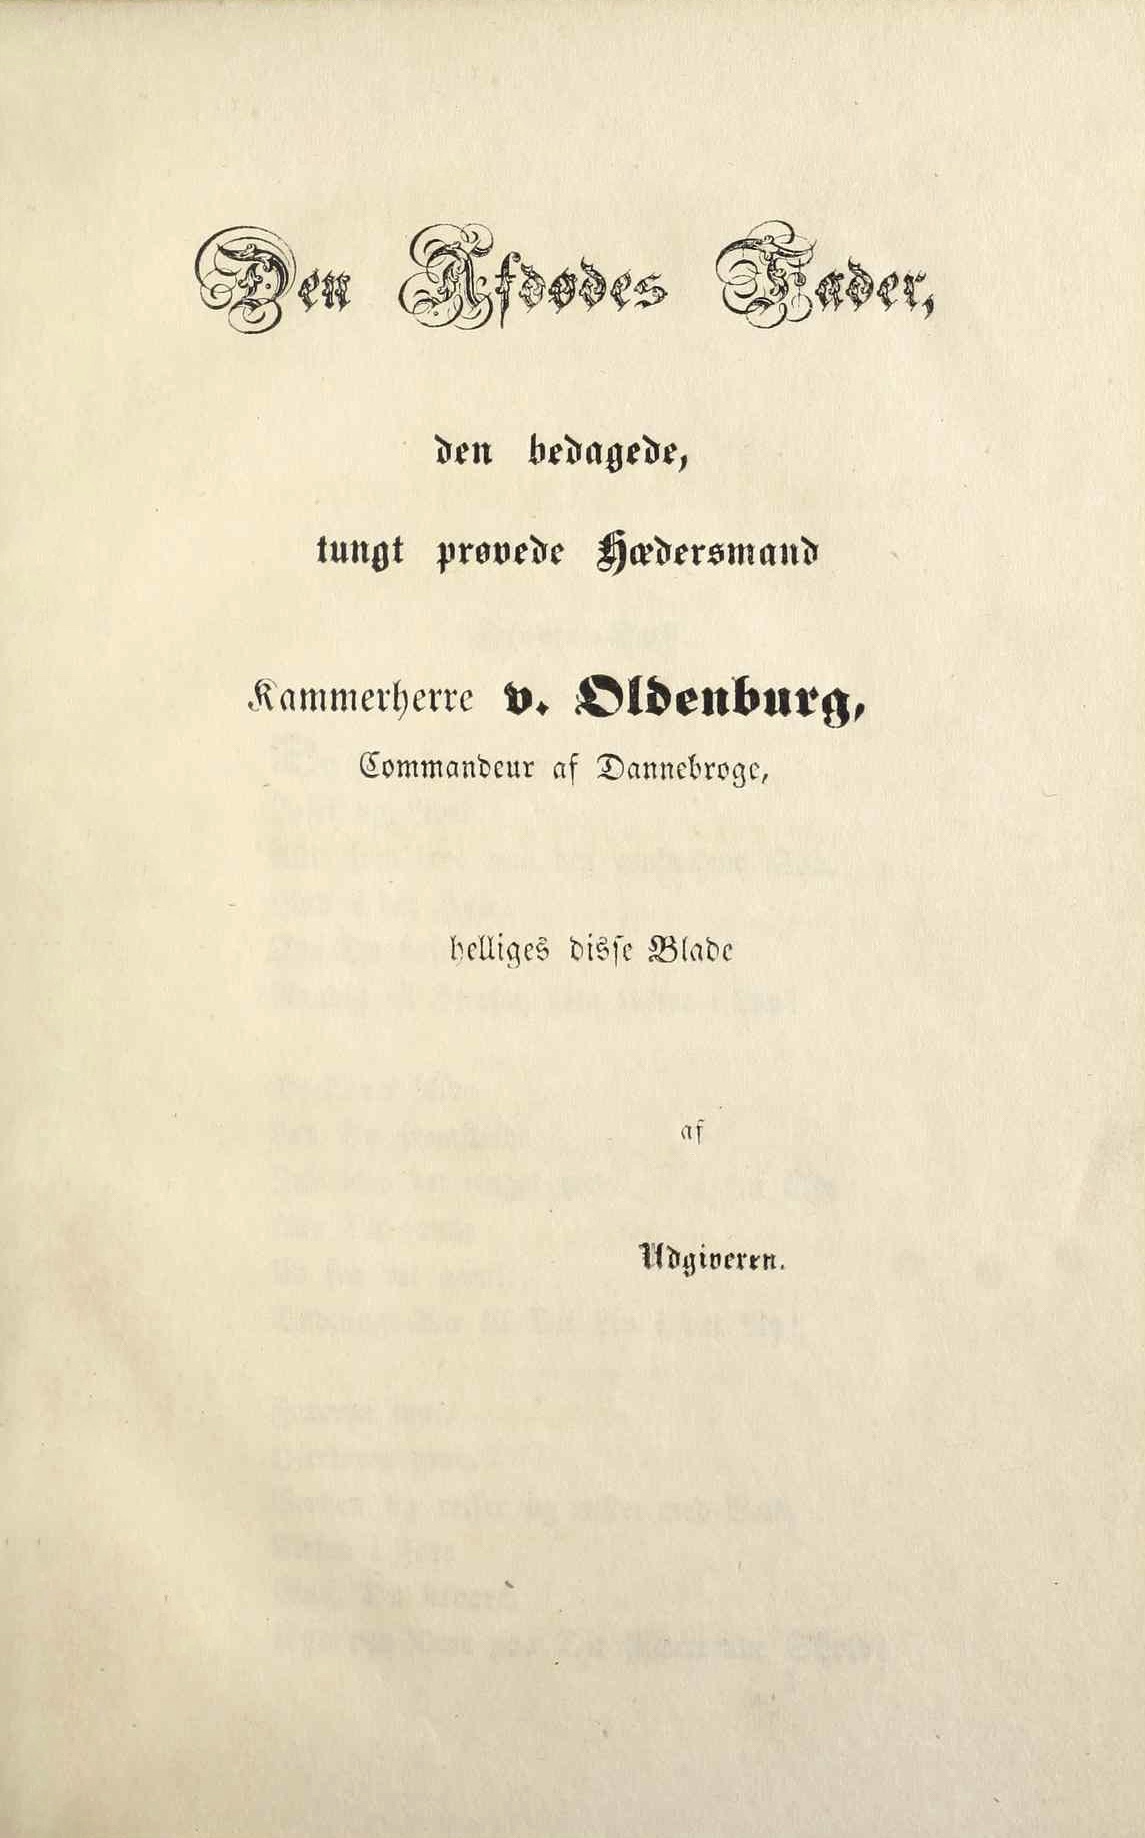 Den Afdødes Fader,
den bedagede,
tungt prøvede Hædersmand
Kammerherre v. Oldenburg,
Commandeur af Dannebroge,
helliges disse Blade
af
Udgiveren.